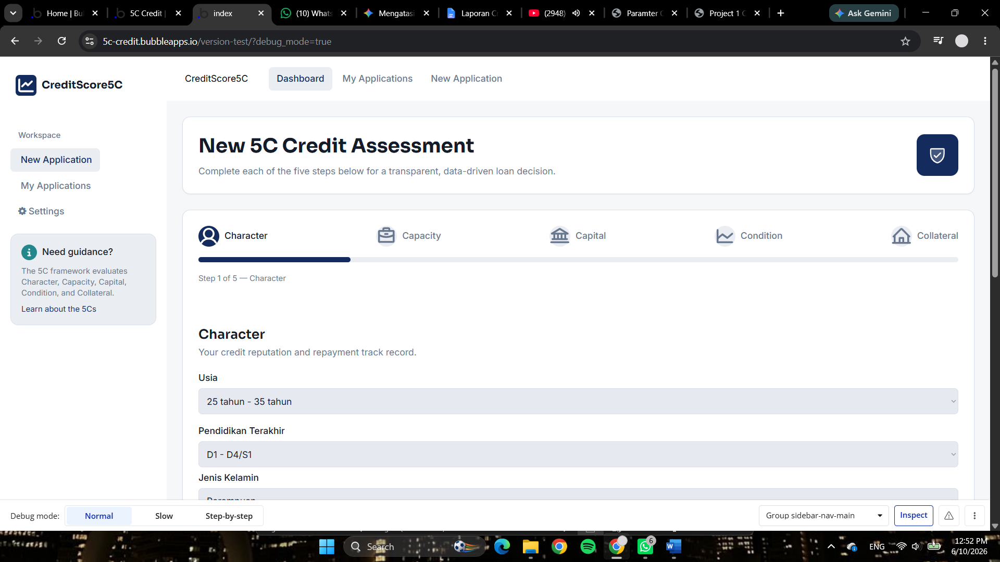 Home | Bu
5C Credit |
index
(10) Whats
Mengatasi
Laporan C
(2948)
Paramter
Project 1
Ask Gemini
5c-credit.bubbleapps.io/version-test/?debug_mode=true
CreditScore5C
CreditScore5C
Dashboard
My Applications
New Application
Workspace
New Application
My Applications
Settings
Need guidance?
The 5C framework evaluates
Character, Capacity, Capital,
Condition, and Collateral.
Learn about the 5Cs
New 5C Credit Assessment
Complete each of the five steps below for a transparent, data-driven loan decision.
Character
Capacity
Capital
Condition
Collateral
Step 1 of 5 — Character
Character
Your credit reputation and repayment track record.
Usia
25 tahun - 35 tahun
Pendidikan Terakhir
D1 - D4/S1
Jenis Kelamin
Debug mode:
Normal
Slow
Step-by-step
Group sidebar-nav-main
Inspect
Search
6
ENG
12:52 PM
6/10/2026